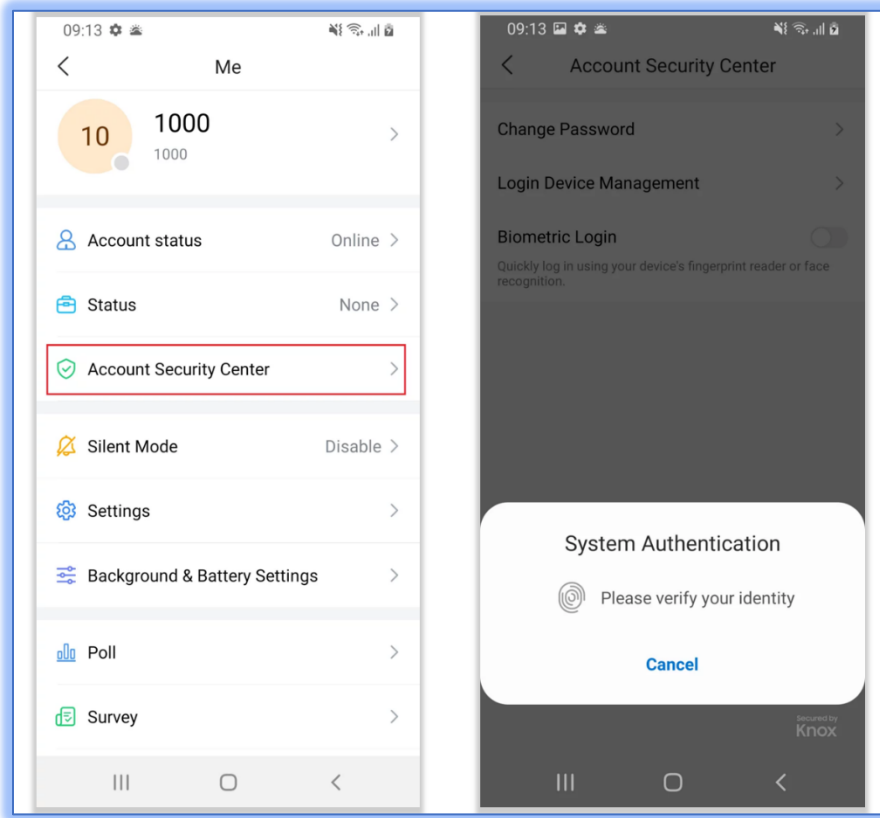 09:13
Me
10
1000
1000
Account status
Online
Status
None
Account Security Center
Silent Mode
Disable
Settings
Background & Battery Settings
Poll
Survey
09:13
Account Security Center
Change Password
Login Device Management
Biometric Login
Quickly log in using your device's fingerprint reader or face
recognition.
System Authentication
Please verify your identity
Cancel
Secured by
Knox